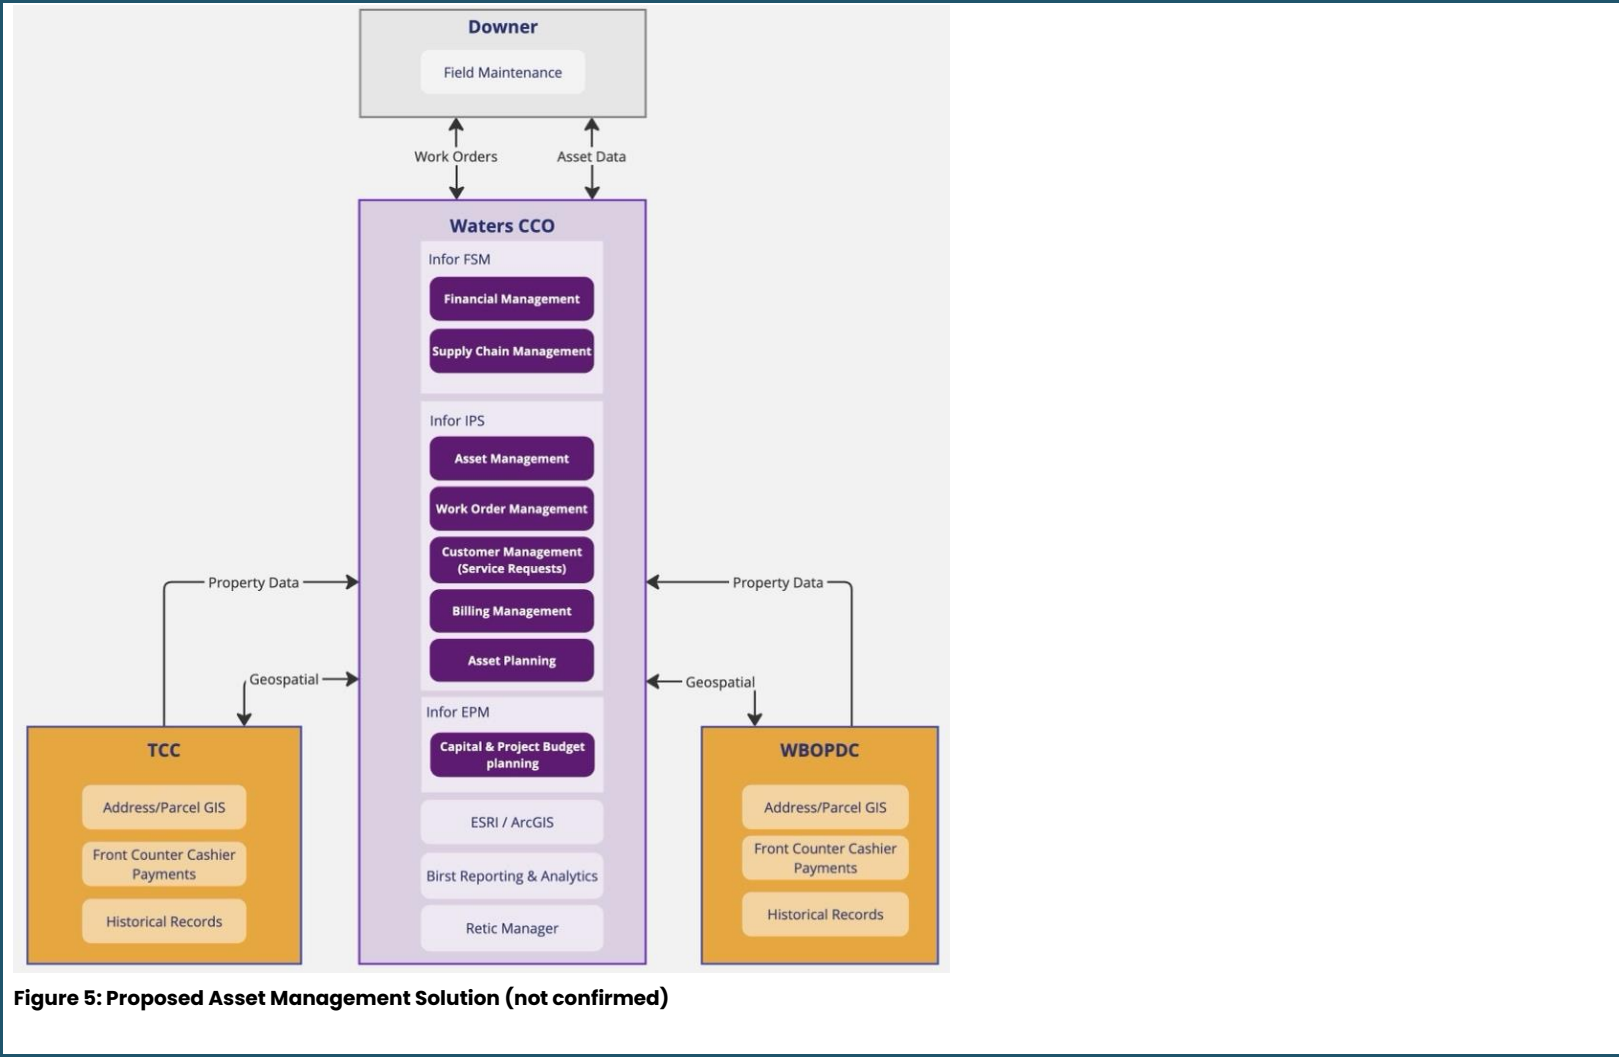 Downer
Field Maintenance
Work Orders
Asset Data
Waters CCO
Infor FSM
Financial Management
Supply Chain Management
Infor IPS
Asset Management
Work Order Management
Customer Management
(Service Requests)
Billing Management
Asset Planning
Infor EPM
Capital & Project Budget
planning
ESRI / ArcGIS
Birst Reporting & Analytics
Retic Manager
Property Data
Geospatial
TCC
Address/Parcel GIS
Front Counter Cashier
Payments
Historical Records
Property Data
Geospatial
WBOPDC
Address/Parcel GIS
Front Counter Cashier
Payments
Historical Records
Figure 5: Proposed Asset Management Solution (not confirmed)